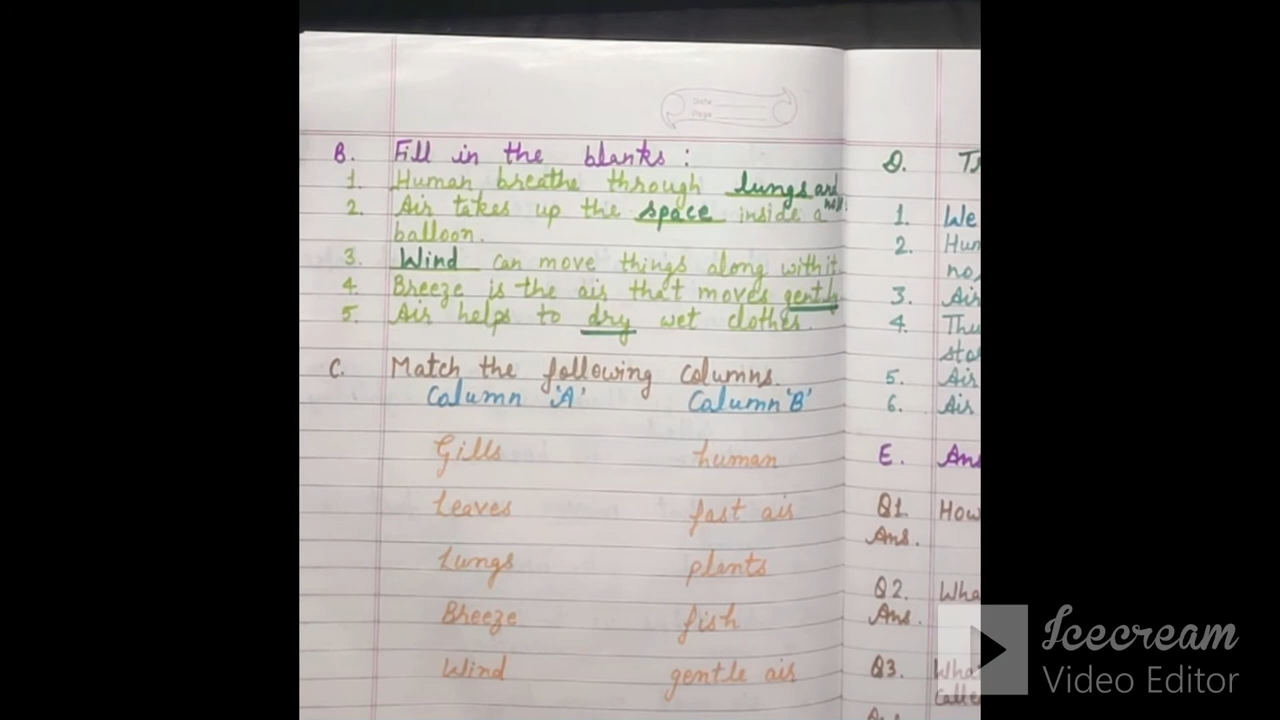 Date
Page
B. Fill in the blanks :
1. Human breathe through lungs and
2. Air takes up the space inside a
balloon.
3. Wind can move things along with it
4. Breeze is the air that moves gently
5. Air helps to dry wet clothes.
C. Match the following columns.
Column 'A' Column 'B'
Gills human
Leaves fast air
Lungs plants
Breeze fish
Wind gentle air
D.
1. We
2.
3. Air
4.
5. Air
6. Air
E.
Q1. How
Ans.
Q2.
Ans.
Q3.
Icecream
Video Editor